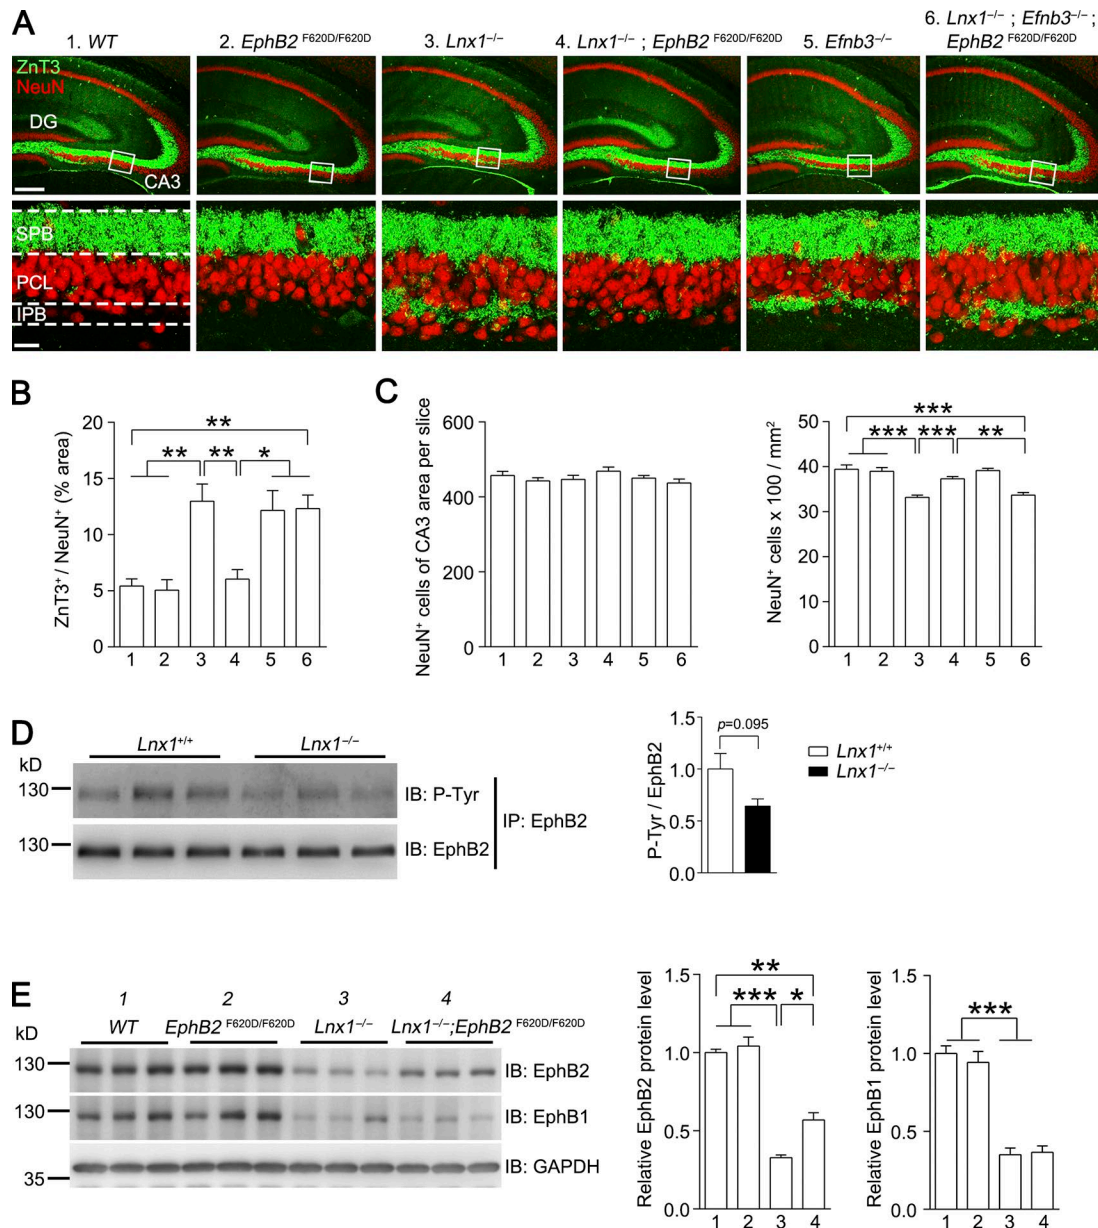 A
1. WT
2. EphB2 F620D/F620D
3. Lnx1−/−
4. Lnx1−/− ; EphB2 F620D/F620D
5. Efnb3−/−
6. Lnx1−/− ; Efnb3−/− ;
EphB2 F620D/F620D
ZnT3
NeuN
DG
CA3
SPB
PCL
IPB
B
ZnT3+ / NeuN+ (% area)
20
15
10
5
0
** ** ** *
1 2 3 4 5 6
C
NeuN+ cells of CA3 area per slice
600
400
200
0
1 2 3 4 5 6
NeuN+ cells x 100 / mm2
50
40
30
20
10
0
***
*** *** **
1 2 3 4 5 6
D
Lnx1+/+ Lnx1−/−
kD
130
IB: P-Tyr
130
IB: EphB2
IP: EphB2
P-Tyr / EphB2
1.5
1.0
0.5
0.0
p=0.095
Lnx1+/+
Lnx1−/−
E
1 2 3 4
WT EphB2 F620D/F620D Lnx1−/− Lnx1−/−;EphB2 F620D/F620D
kD
130
IB: EphB2
130
IB: EphB1
35
IB: GAPDH
Relative EphB2 protein level
1.5
1.0
0.5
0.0
**
*** *
1 2 3 4
Relative EphB1 protein level
1.5
1.0
0.5
0.0
***
1 2 3 4